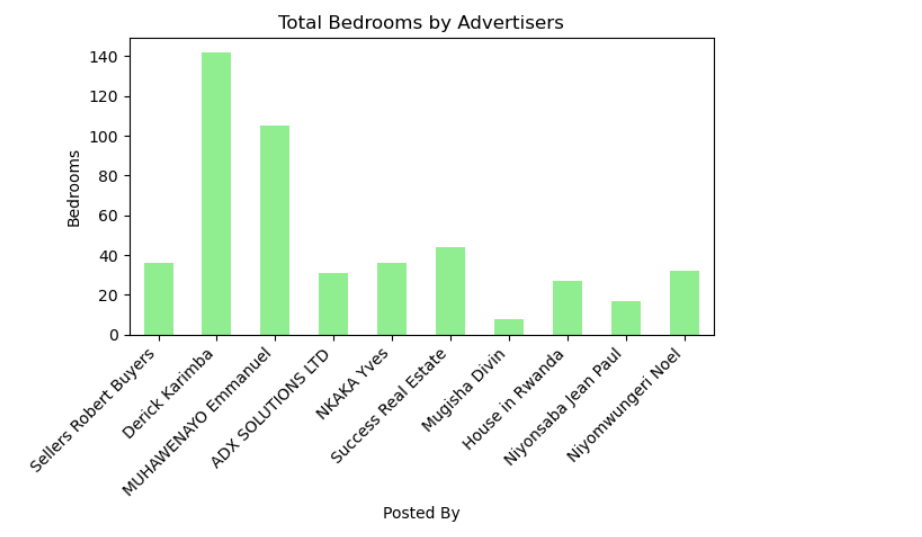 Total Bedrooms by Advertisers
140
120
100
80
60
40
20
0
Bedrooms
Sellers Robert Buyers
Derick Karimba
MUHAWENAYO Emmanuel
ADX SOLUTIONS LTD
NKAKA Yves
Success Real Estate
Mugisha Divin
House in Rwanda
Niyonsaba Jean Paul
Niyomwungeri Noel
Posted By